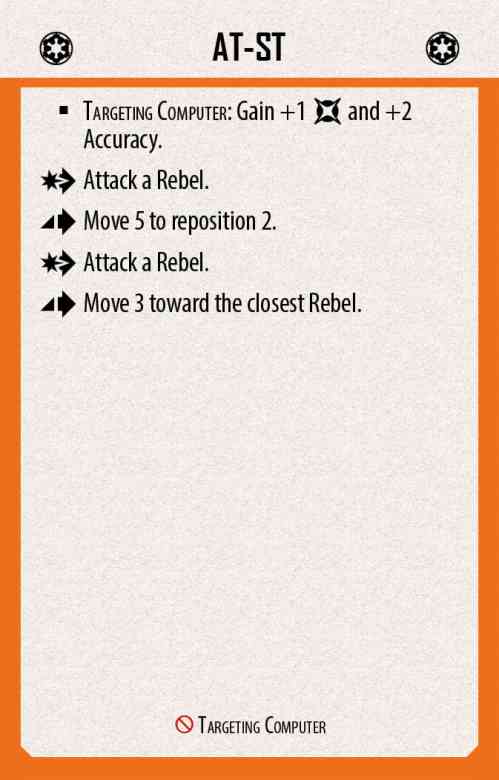 AT-ST
▪ Targeting Computer: Gain +1 and +2
Accuracy.
Attack a Rebel.
Move 5 to reposition 2.
Attack a Rebel.
Move 3 toward the closest Rebel.
Targeting Computer